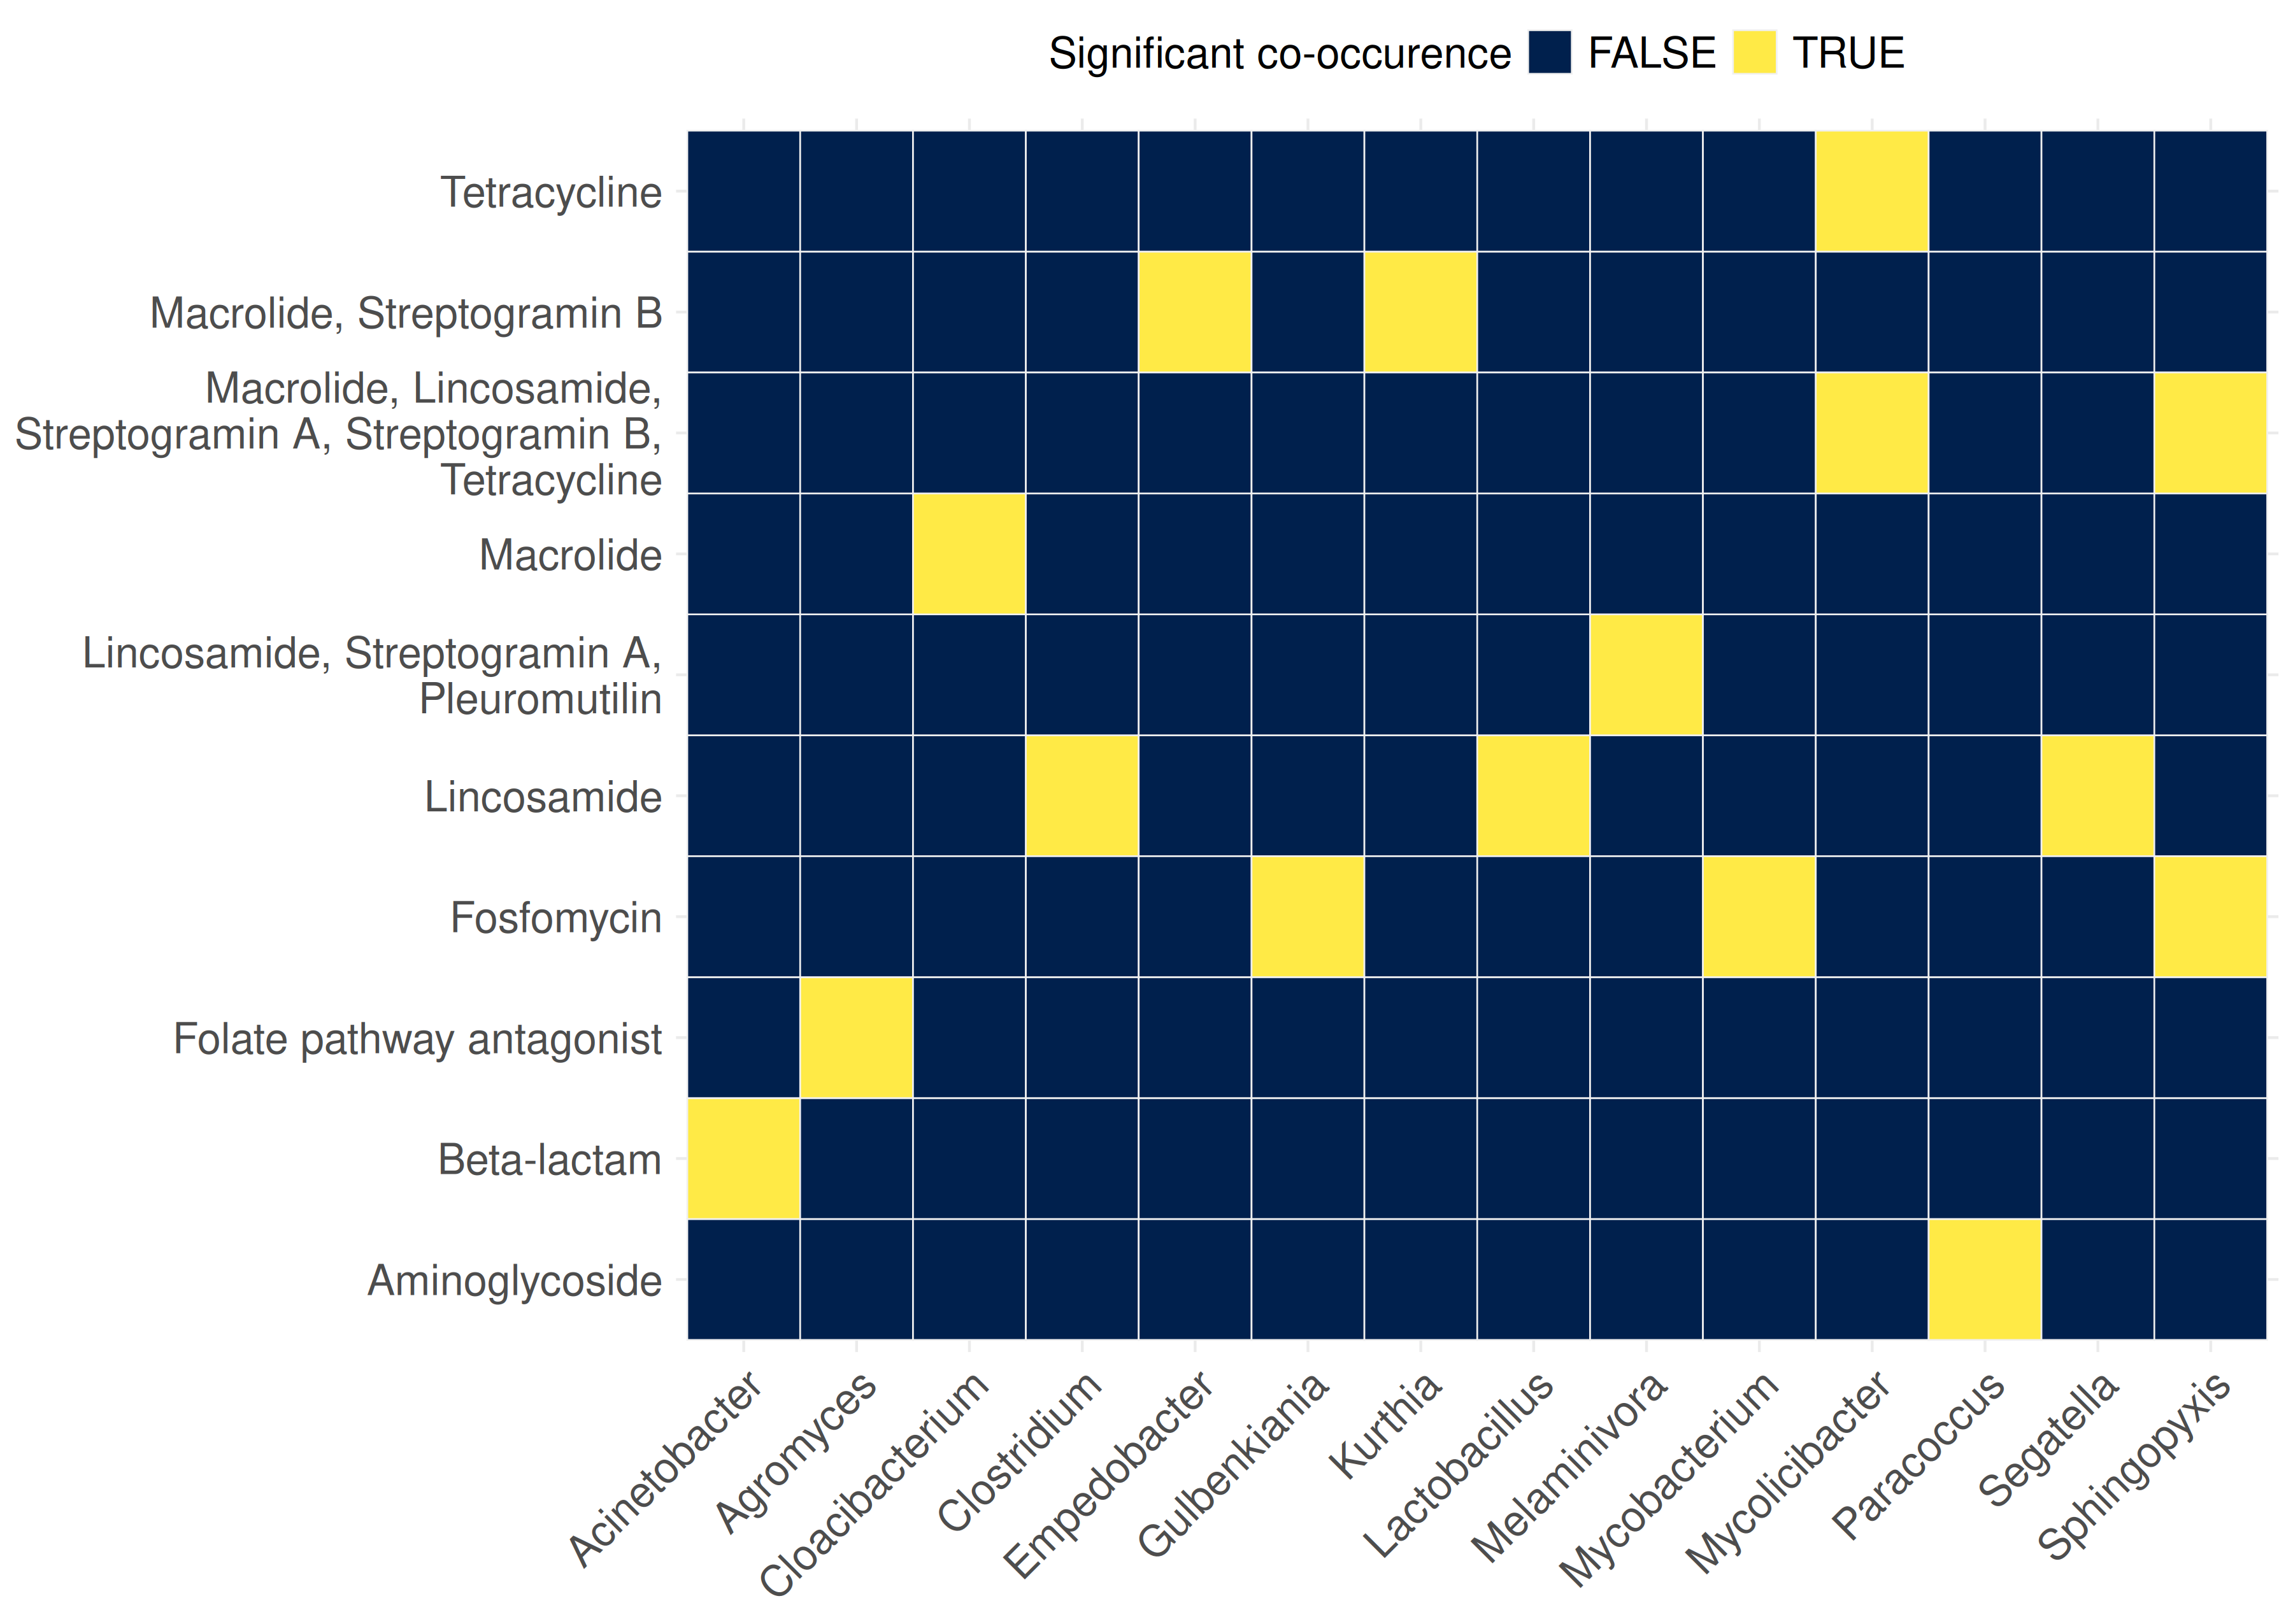 Significant co-occurence FALSE TRUE
Tetracycline
Macrolide, Streptogramin B
Macrolide, Lincosamide,
Streptogramin A, Streptogramin B,
Tetracycline
Macrolide
Lincosamide, Streptogramin A,
Pleuromutilin
Lincosamide
Fosfomycin
Folate pathway antagonist
Beta-lactam
Aminoglycoside
Acinetobacter
Agromyces
Cloacibacterium
Clostridium
Empedobacter
Gulbenkiania
Kurthia
Lactobacillus
Melaminivora
Mycobacterium
Mycolicibacter
Paracoccus
Segatella
Sphingopyxis